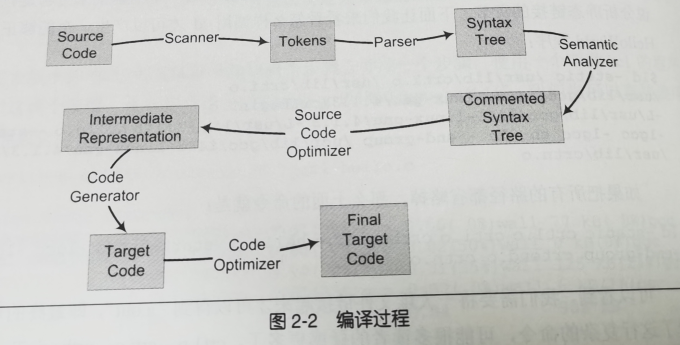 Source
Code
Scanner
Tokens
Parser
Syntax
Tree
Semantic
Analyzer
Commented
Syntax
Tree
Source
Code
Optimizer
Intermediate
Representation
Code
Generator
Target
Code
Code
Optimizer
Final
Target
Code
图 2-2 编译过程